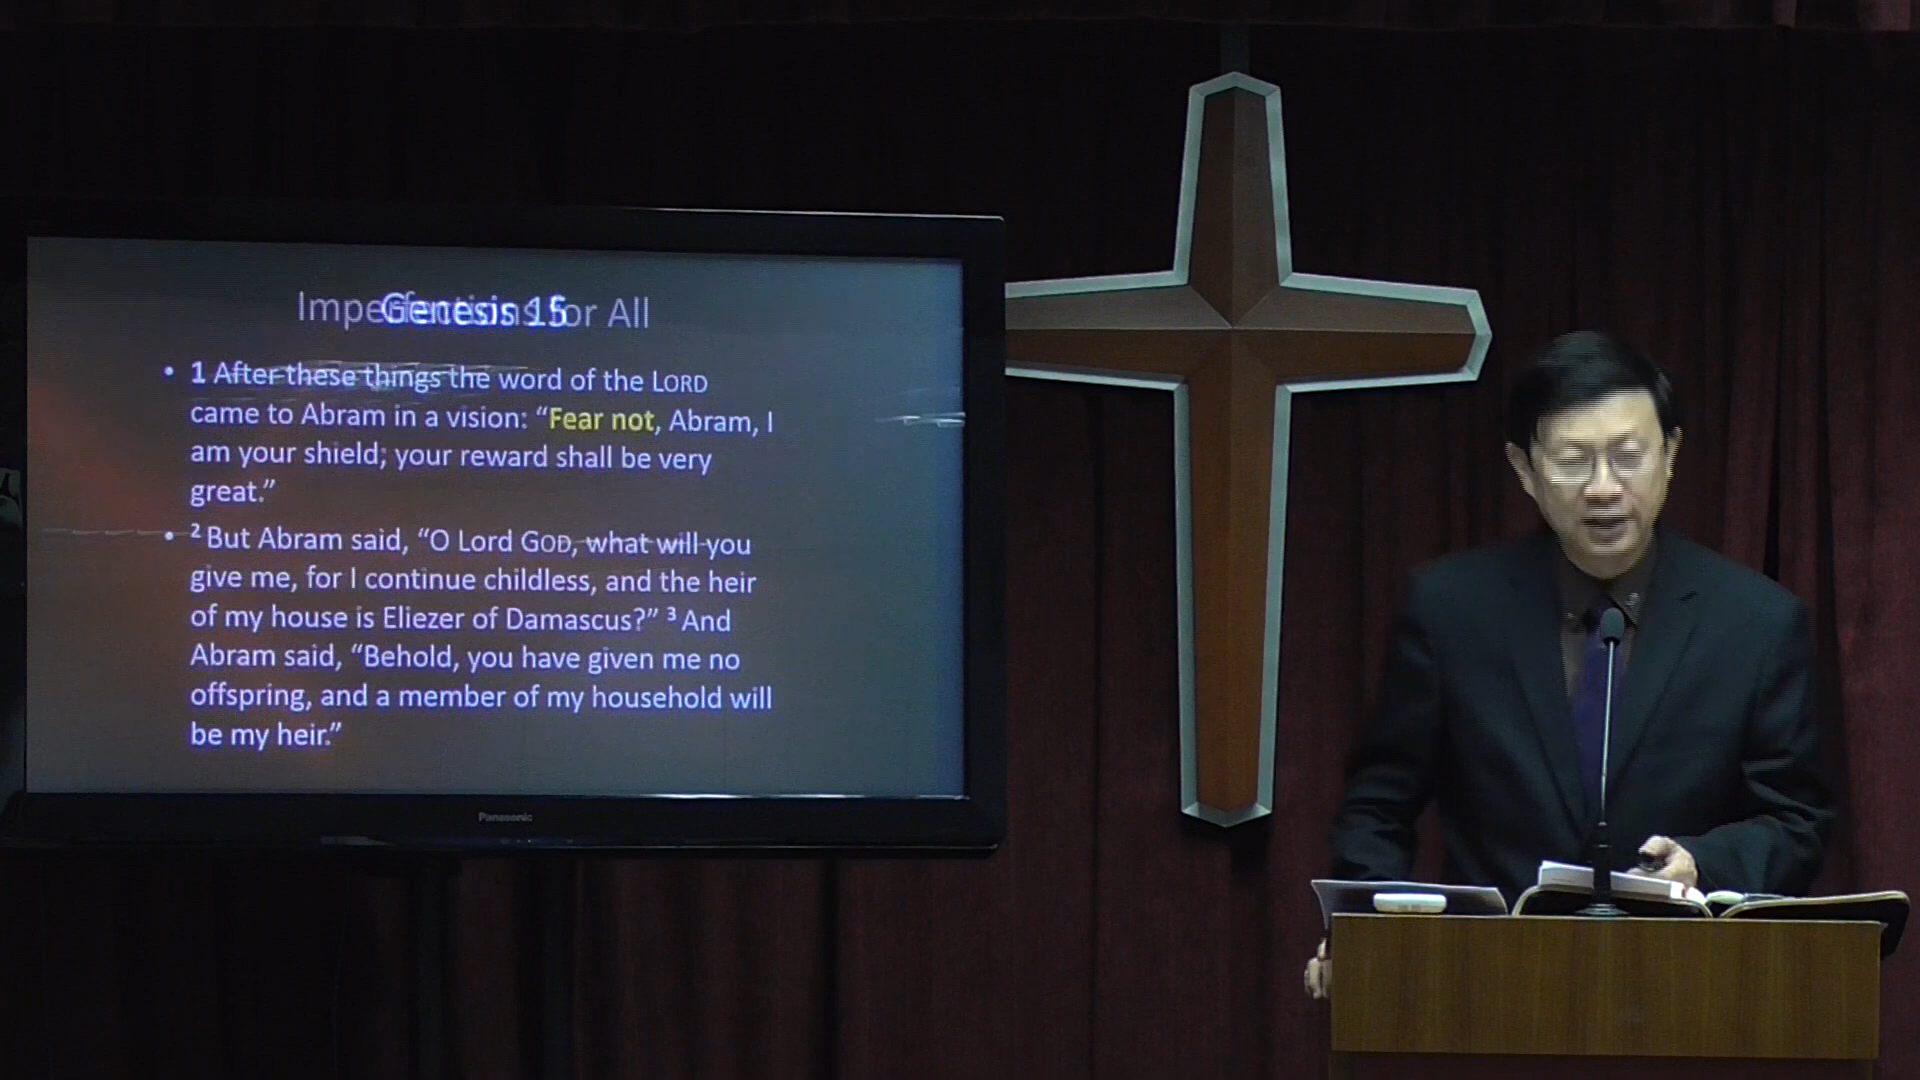 Imperfections for All
Genesis 15
• 1 After these things the word of the LORD
came to Abram in a vision: “Fear not, Abram, I
am your shield; your reward shall be very
great.”
• 2 But Abram said, “O Lord GOD, what will you
give me, for I continue childless, and the heir
of my house is Eliezer of Damascus?” 3 And
Abram said, “Behold, you have given me no
offspring, and a member of my household will
be my heir.”
Panasonic